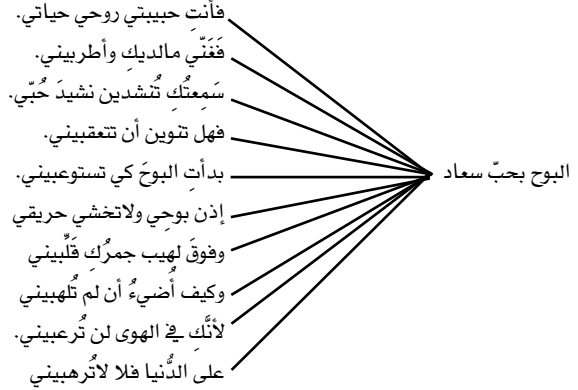 فأنتِ حبيبتي روحي حياتي.
فَغَنّي مالديكِ وأطربيني.
سَمِعتُكِ تُنشدين نشيدَ حُبّي.
فهل تنوين أن تتعقبيني.
بدأتِ البوحَ كي تستوعبيني.
إذن بوحِي ولاتخشي حريقي
وفوقَ لهيب جمرُكِ قَلِّبيني
وكيف أُضيءُ أن لم تُلهبيني
لأنَّكِ في الهوى لن تُرعبيني.
على الدُّنيا فلا لاتُرهبيني
البوح بحبّ سعاد